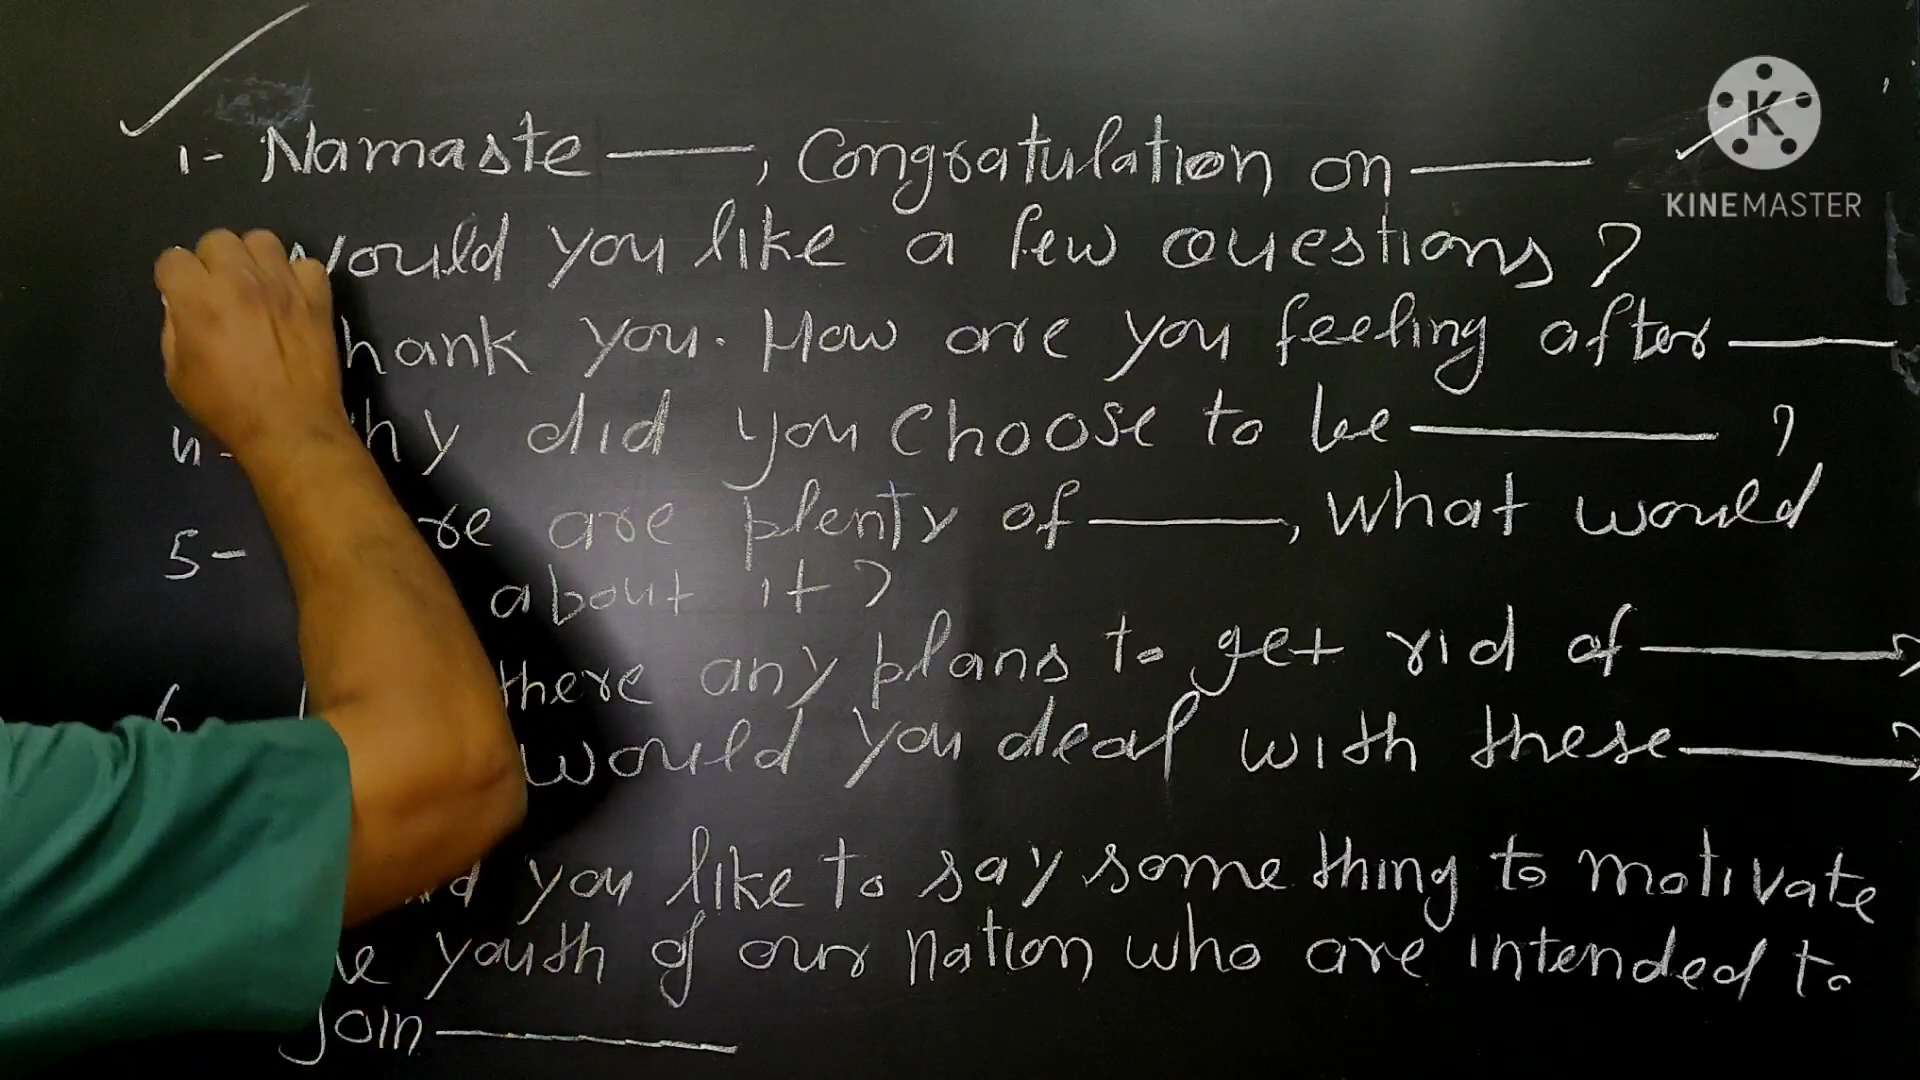 1- Namaste ———, Congratulation on ———
would you like a few questions ?
hank you. How are you feeling after ———
4- hy did you choose to be ——— ?
5- re are plenty of ———, what would
about it ?
6 there any plans to get rid of ——— ?
would you deal with these ——— ?
you like to say something to motivate
youth of our nation who are intended to
join ———
K
KINEMASTER